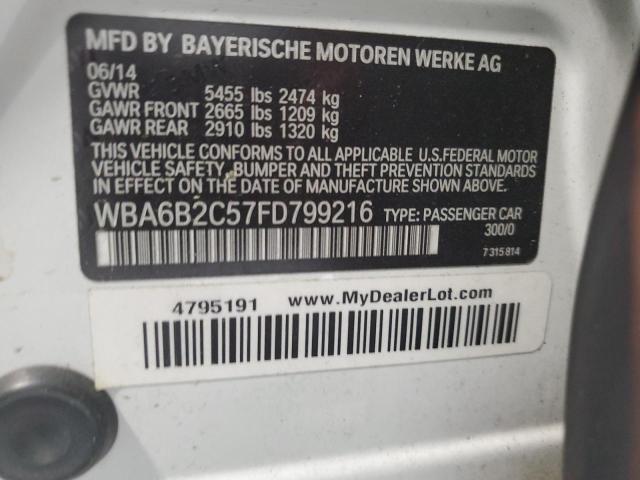 MFD BY BAYERISCHE MOTOREN WERKE AG
06/14
GVWR 5455 lbs 2474 kg
GAWR FRONT 2665 lbs 1209 kg
GAWR REAR 2910 lbs 1320 kg
THIS VEHICLE CONFORMS TO ALL APPLICABLE U.S.FEDERAL MOTOR
VEHICLE SAFETY, BUMPER AND THEFT PREVENTION STANDARDS
IN EFFECT ON THE DATE OF MANUFACTURE SHOWN ABOVE.
WBA6B2C57FD799216 TYPE: PASSENGER CAR
300/0
7315814
4795191 www.MyDealerLot.com